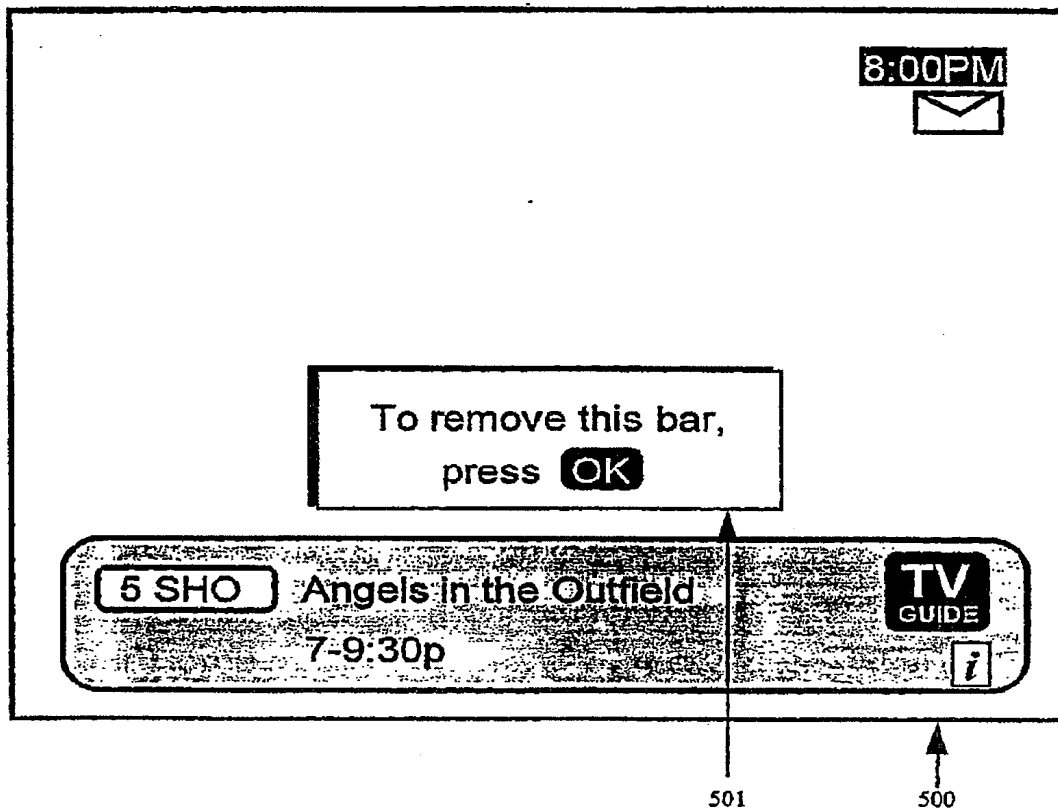 8:00PM
To remove this bar,
press OK
5 SHO Angels in the Outfield
TV
GUIDE
7-9:30p
i
501 500